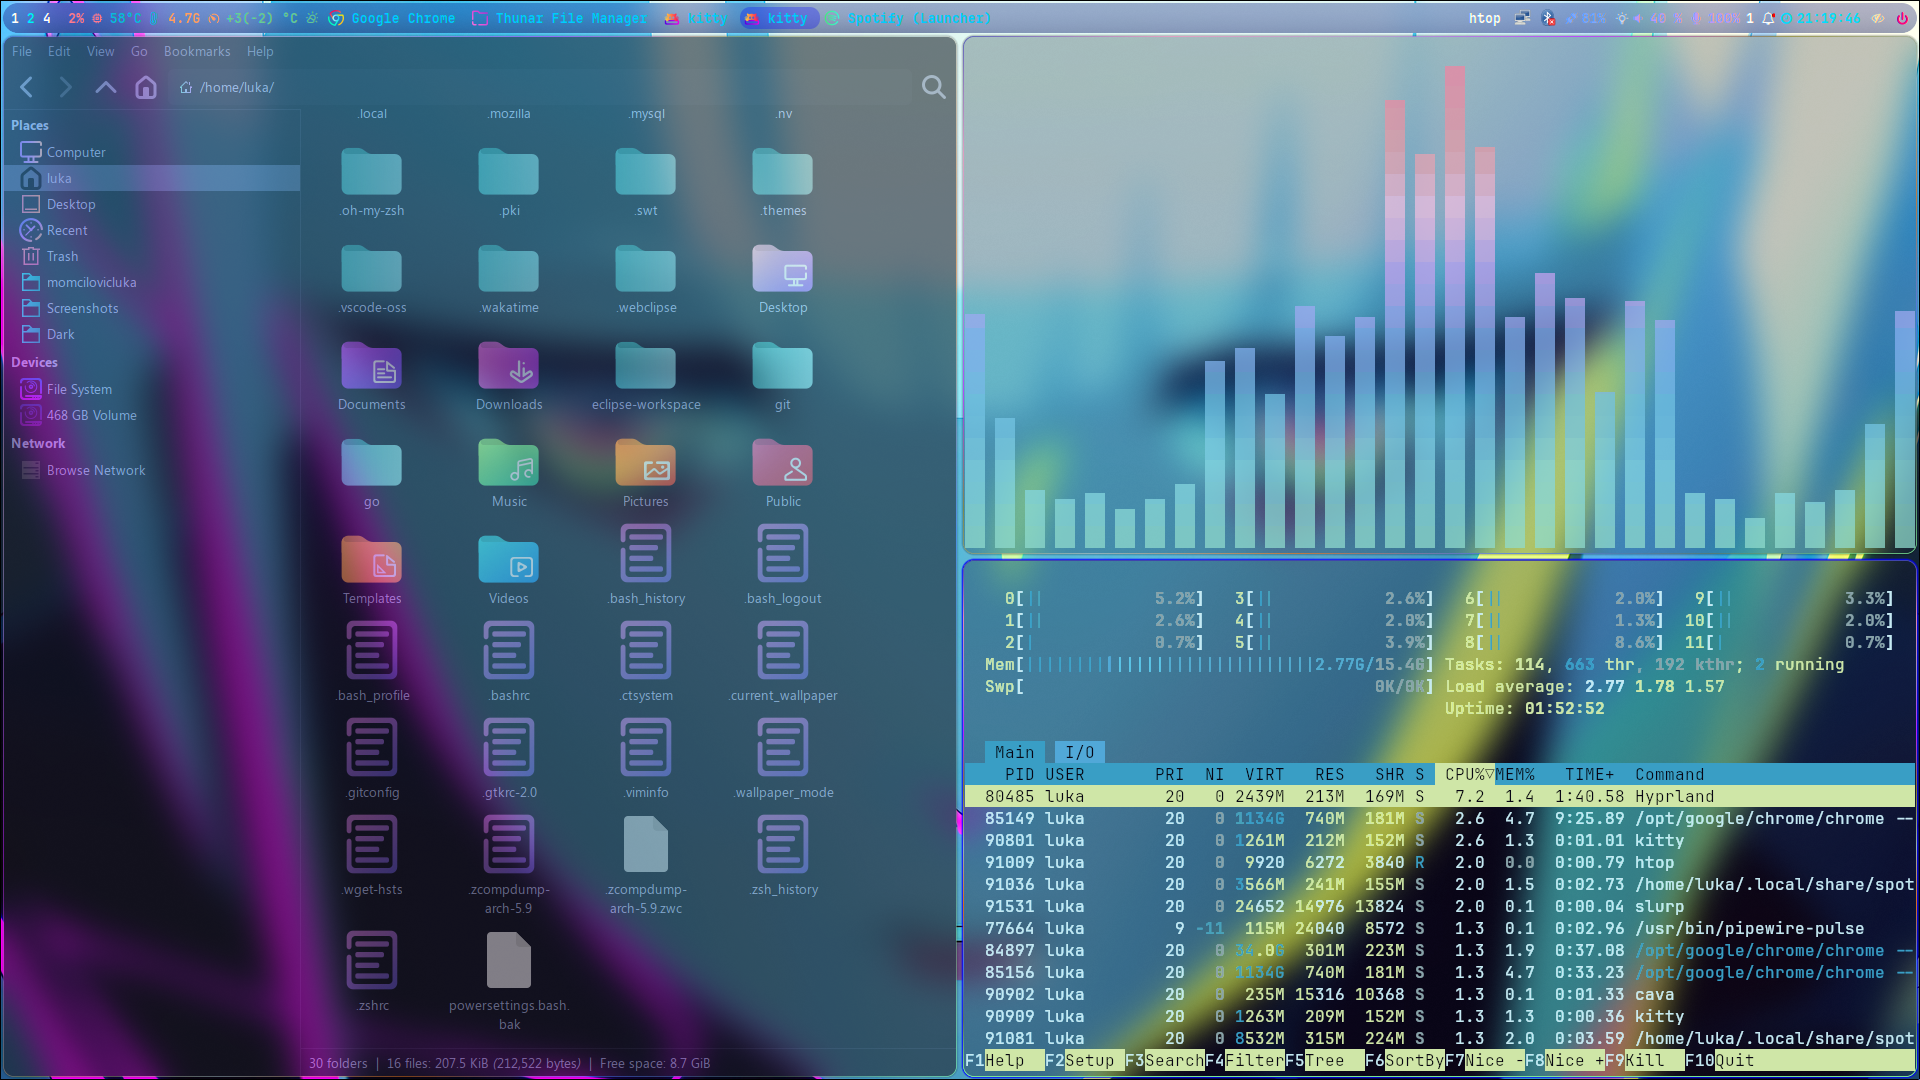 1 2 4 2% 58°C 4.7G +3(-2) °C Google Chrome Thunar File Manager kitty kitty Spotify (Launcher) htop 81% 40 % 100% 1 21:19:46
File Edit View Go Bookmarks Help
/home/luka/
Places
Computer
luka
Desktop
Recent
Trash
momcilovicluka
Screenshots
Dark
Devices
File System
468 GB Volume
Network
Browse Network
.local .mozilla .mysql .nv
.oh-my-zsh .pki .swt .themes
.vscode-oss .wakatime .webclipse Desktop
Documents Downloads eclipse-workspace git
go Music Pictures Public
Templates Videos .bash_history .bash_logout
.bash_profile .bashrc .ctsystem .current_wallpaper
.gitconfig .gtkrc-2.0 .viminfo .wallpaper_mode
.wget-hsts .zcompdump-arch-5.9 .zcompdump-arch-5.9.zwc .zsh_history
.zshrc powersettings.bash.bak
30 folders | 16 files: 207.5 KiB (212,522 bytes) | Free space: 8.7 GiB
0[|| 5.2%] 3[|| 2.6%] 6[|| 2.0%] 9[|| 3.3%]
1[|| 2.6%] 4[|| 2.0%] 7[|| 1.3%] 10[|| 2.0%]
2[| 0.7%] 5[|| 3.9%] 8[|| 8.6%] 11[| 0.7%]
Mem[|||||||||||||||||||||||||||||2.77G/15.4G] Tasks: 114, 663 thr, 192 kthr; 2 running
Swp[ 0K/0K] Load average: 2.77 1.78 1.57
Uptime: 01:52:52
Main I/O
PID USER PRI NI VIRT RES SHR S CPU%▽MEM% TIME+ Command
80485 luka 20 0 2439M 213M 169M S 7.2 1.4 1:40.58 Hyprland
85149 luka 20 0 1134G 740M 181M S 2.6 4.7 9:25.89 /opt/google/chrome/chrome --
90801 luka 20 0 1261M 212M 152M S 2.6 1.3 0:01.01 kitty
91009 luka 20 0 9920 6272 3840 R 2.0 0.0 0:00.79 htop
91036 luka 20 0 3566M 241M 155M S 2.0 1.5 0:02.73 /home/luka/.local/share/spot
91531 luka 20 0 24652 14976 13824 S 2.0 0.1 0:00.04 slurp
77664 luka 9 -11 115M 24040 8572 S 1.3 0.1 0:02.96 /usr/bin/pipewire-pulse
84897 luka 20 0 34.0G 301M 223M S 1.3 1.9 0:37.08 /opt/google/chrome/chrome --
85156 luka 20 0 1134G 740M 181M S 1.3 4.7 0:33.23 /opt/google/chrome/chrome --
90902 luka 20 0 235M 15316 10368 S 1.3 0.1 0:01.33 cava
90909 luka 20 0 1263M 209M 152M S 1.3 1.3 0:00.36 kitty
91081 luka 20 0 8532M 315M 224M S 1.3 2.0 0:03.59 /home/luka/.local/share/spot
F1Help F2Setup F3SearchF4FilterF5Tree F6SortByF7Nice -F8Nice +F9Kill F10Quit